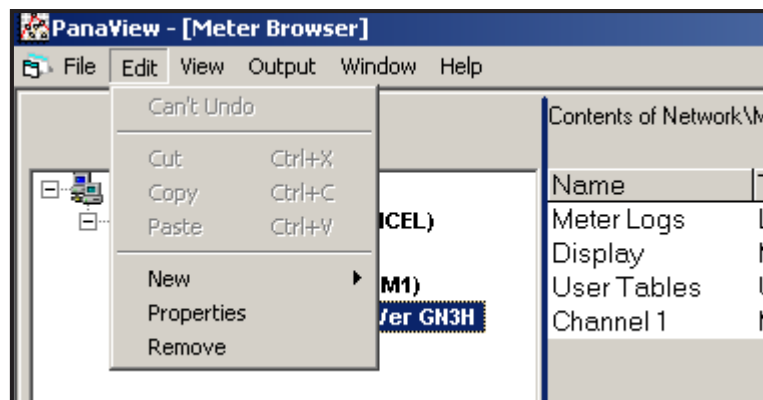 PanaView - [Meter Browser]
File Edit View Output Window Help
Can't Undo
Cut Ctrl+X
Copy Ctrl+C
Paste Ctrl+V
New
Properties
Remove
ICEL)
M1)
/er GN3H
Contents of Network\M
Name
Meter Logs
Display
User Tables
Channel 1